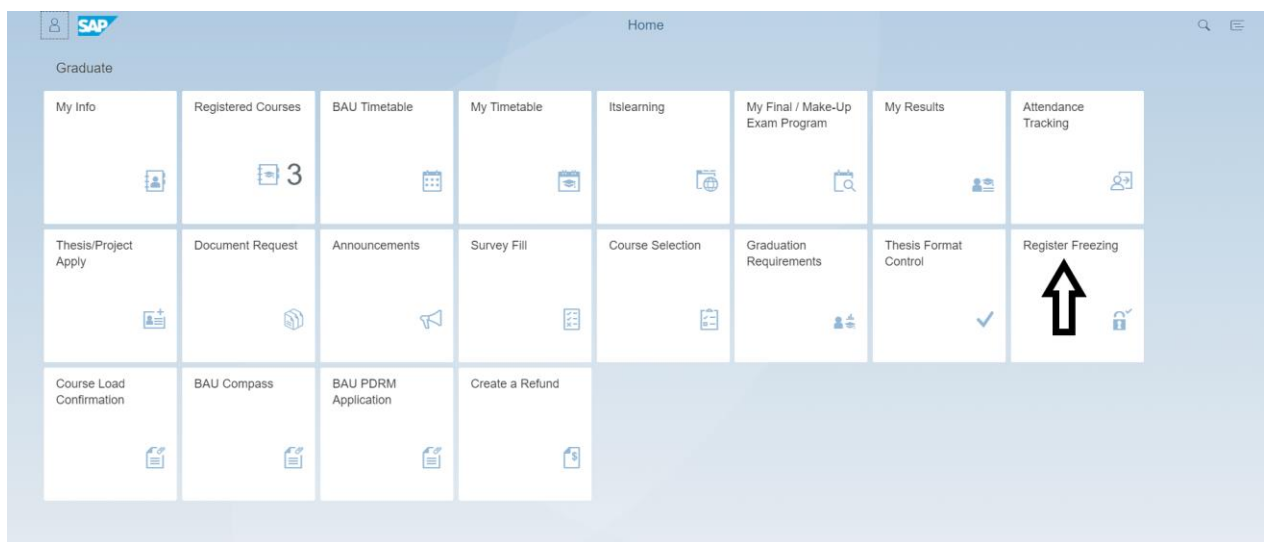 SAP
Home
Graduate
My Info
Registered Courses
3
BAU Timetable
My Timetable
Itslearning
My Final / Make-Up
Exam Program
My Results
Attendance
Tracking
Thesis/Project
Apply
Document Request
Announcements
Survey Fill
Course Selection
Graduation
Requirements
Thesis Format
Control
Register Freezing
Course Load
Confirmation
BAU Compass
BAU PDRM
Application
Create a Refund